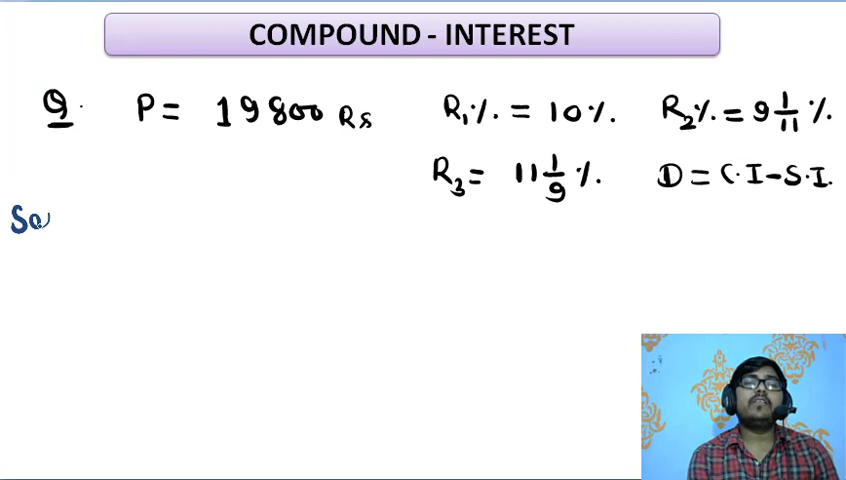 COMPOUND - INTEREST
Q. P = 19800 Rs R₁% = 10% R₂% = 9 1/11 %
R₃ = 11 1/9 % D = C.I - S.I.
So